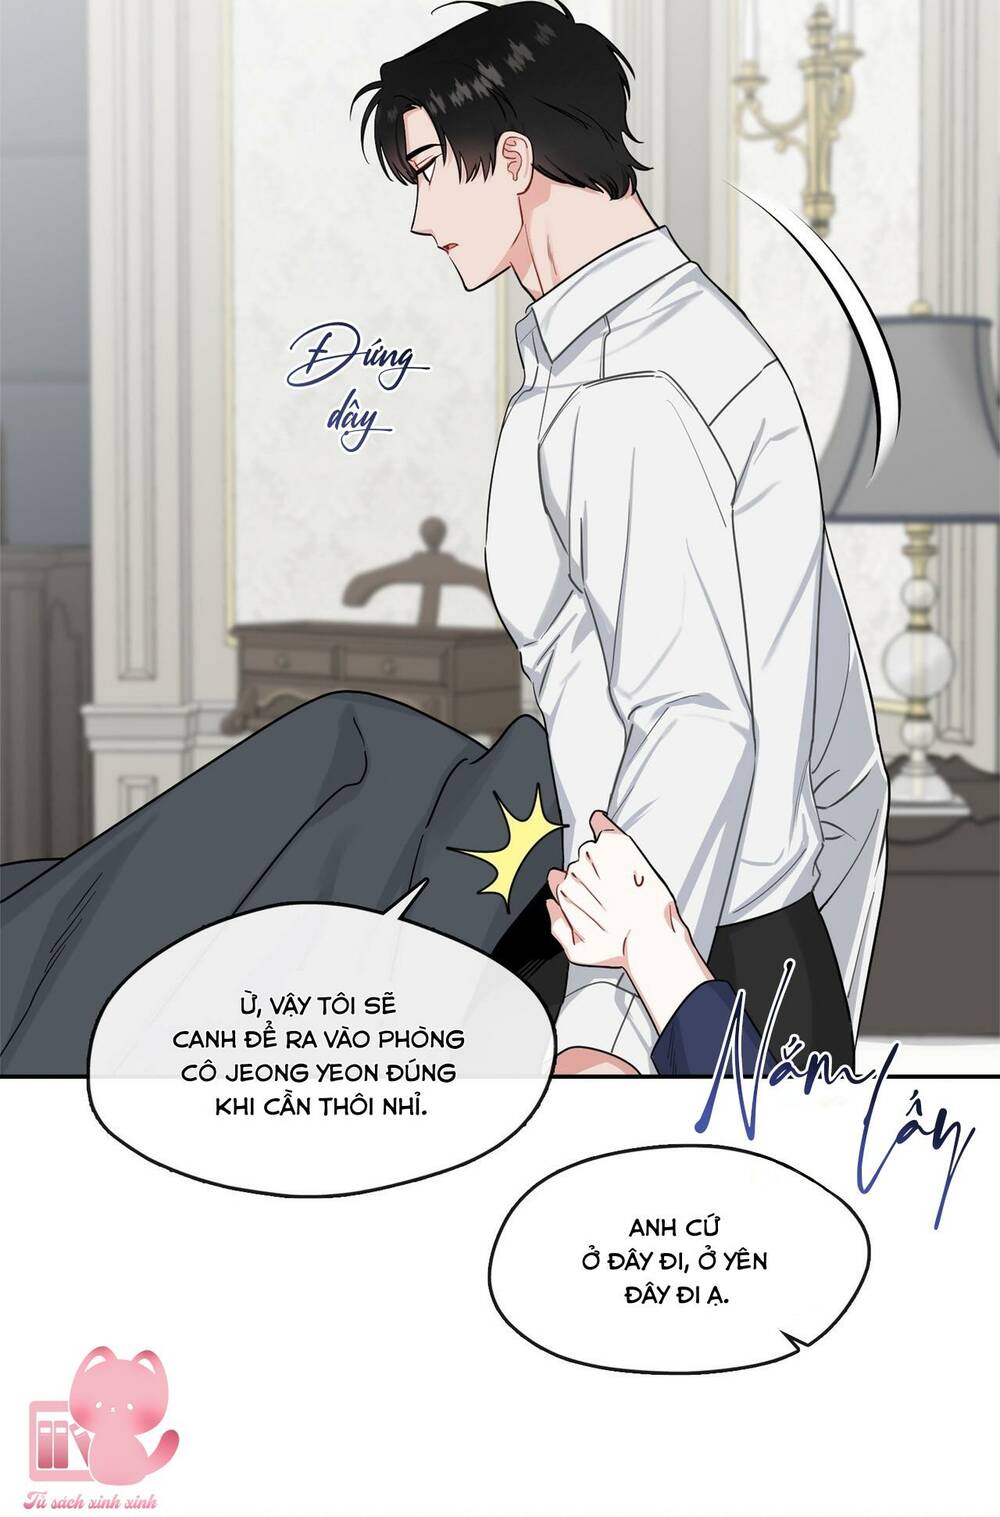 Đứng
dậy
Ừ, VẬY TÔI SẼ
CANH ĐỂ RA VÀO PHÒNG
CÔ JEONG YEON ĐÚNG
KHI CẦN THÔI NHỈ.
Nắm
lấy
ANH CỨ
Ở ĐÂY ĐI, Ở YÊN
ĐÂY ĐI Ạ.
Tủ sách xinh xinh